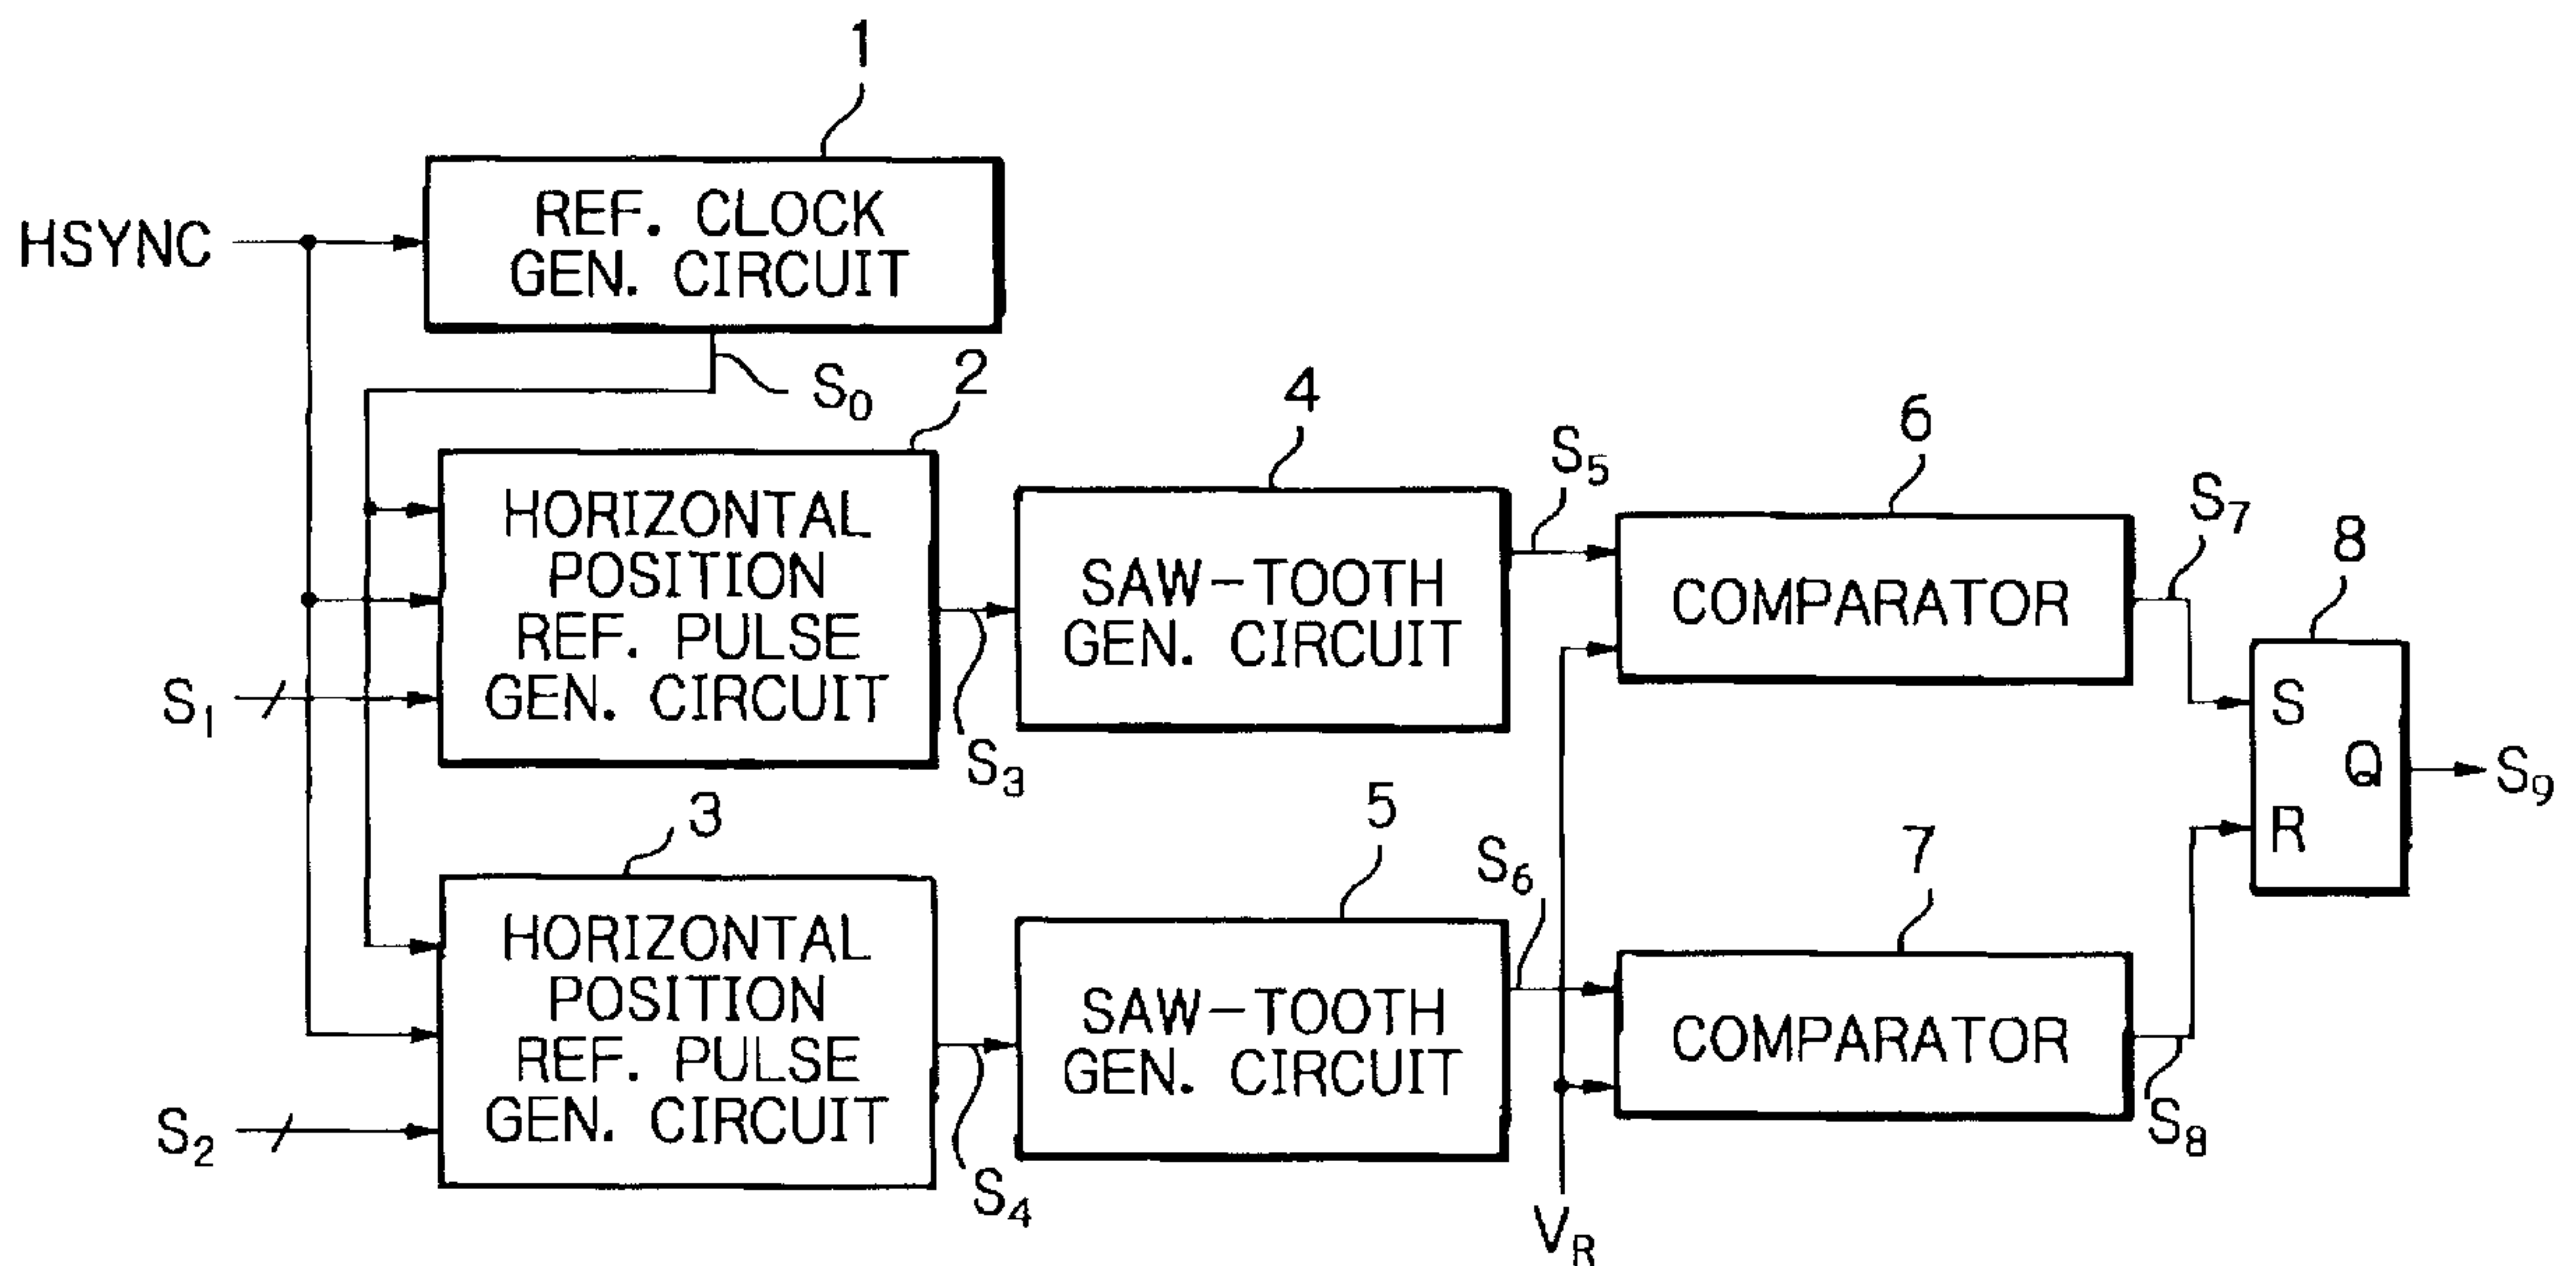 1
HSYNC
REF. CLOCK
GEN. CIRCUIT
S0
2
HORIZONTAL
POSITION
REF. PULSE
GEN. CIRCUIT
S1
S3
4
SAW-TOOTH
GEN. CIRCUIT
S5
6
COMPARATOR
S7
8
S
Q
R
S9
3
HORIZONTAL
POSITION
REF. PULSE
GEN. CIRCUIT
S2
S4
5
SAW-TOOTH
GEN. CIRCUIT
S6
7
COMPARATOR
S8
VR